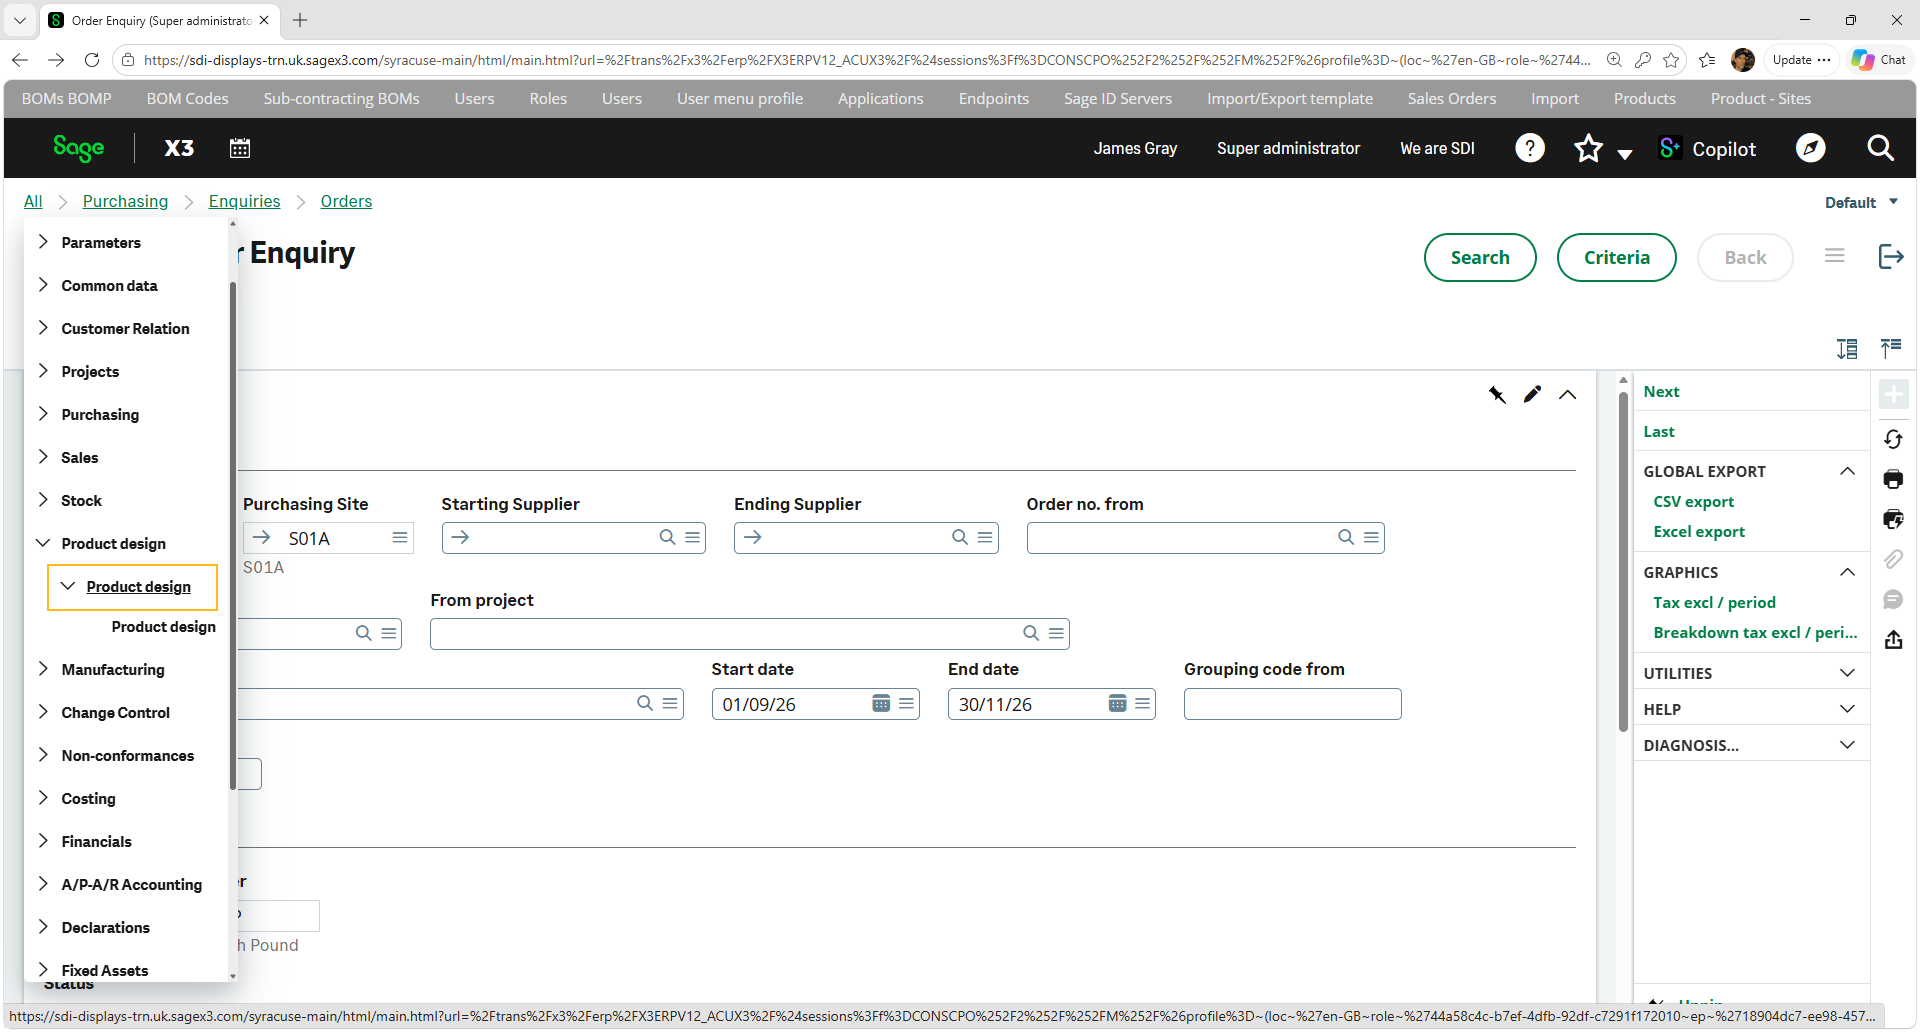 Order Enquiry (Super administrato
https://sdi-displays-trn.uk.sagex3.com/syracuse-main/html/main.html?url=%2Ftrans%2Fx3%2Ferp%2FX3ERPV12_ACUX3%2F%24sessions%3Ff%3DCONSCPO%252F2%252F%252FM%252F%26profile%3D~(loc~%27en-GB~role~%2744...
Update
Chat
BOMs BOMP
BOM Codes
Sub-contracting BOMs
Users
Roles
Users
User menu profile
Applications
Endpoints
Sage ID Servers
Import/Export template
Sales Orders
Import
Products
Product - Sites
Sage
X3
James Gray
Super administrator
We are SDI
?
Copilot
All
Purchasing
Enquiries
Orders
Default
r Enquiry
Search
Criteria
Back
Parameters
Common data
Customer Relation
Projects
Purchasing
Sales
Stock
Product design
Product design
Product design
Manufacturing
Change Control
Non-conformances
Costing
Financials
A/P-A/R Accounting
Declarations
Fixed Assets
Purchasing Site
Starting Supplier
Ending Supplier
Order no. from
S01A
S01A
From project
Start date
End date
Grouping code from
01/09/26
30/11/26
er
h Pound
Status
Next
Last
GLOBAL EXPORT
CSV export
Excel export
GRAPHICS
Tax excl / period
Breakdown tax excl / peri...
UTILITIES
HELP
DIAGNOSIS...
https://sdi-displays-trn.uk.sagex3.com/syracuse-main/html/main.html?url=%2Ftrans%2Fx3%2Ferp%2FX3ERPV12_ACUX3%2F%24sessions%3Ff%3DCONSCPO%252F2%252F%252FM%252F%26profile%3D~(loc~%27en-GB~role~%2744a58c4c-b7ef-4dfb-92df-c7291f172010~ep~%2718904dc7-ee98-457...